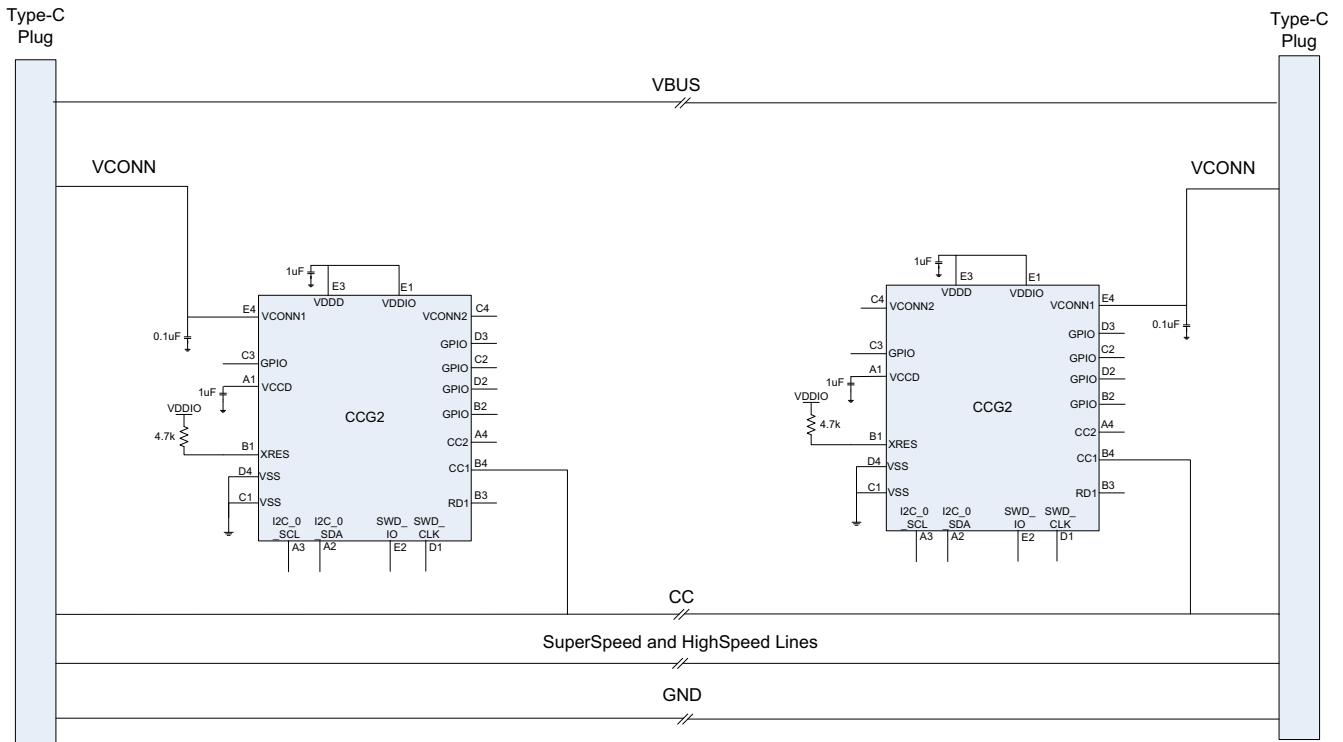 Type-C
Plug
Type-C
Plug
VBUS
VCONN
VCONN
1uF
E3
E1
VDDD
VDDIO
E4
VCONN1
VCONN2
C4
0.1uF
D3
GPIO
C3
GPIO
C2
GPIO
A1
VCCD
1uF
D2
GPIO
VDDIO
CCG2
B2
GPIO
4.7k
A4
CC2
B1
XRES
B4
CC1
D4
VSS
C1
VSS
B3
RD1
I2C_0
_SCL
I2C_0
_SDA
SWD_
IO
SWD_
CLK
A3
A2
E2
D1
1uF
E3
E1
VDDD
VDDIO
C4
VCONN2
VCONN1
E4
0.1uF
D3
GPIO
C3
GPIO
C2
GPIO
A1
VCCD
1uF
D2
GPIO
VDDIO
CCG2
B2
GPIO
4.7k
A4
CC2
B1
XRES
B4
CC1
D4
VSS
C1
VSS
B3
RD1
I2C_0
_SCL
I2C_0
_SDA
SWD_
IO
SWD_
CLK
A3
A2
E2
D1
CC
SuperSpeed and HighSpeed Lines
GND